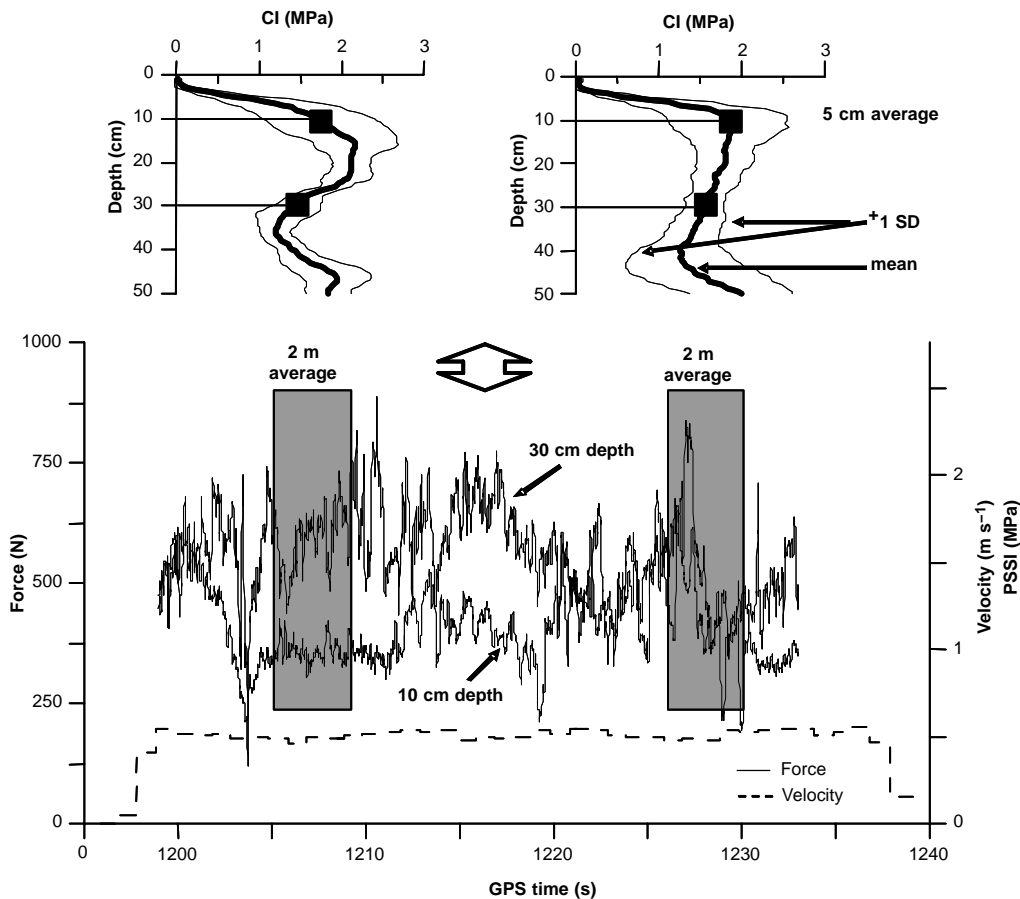 CI (MPa)
0 1 2 3
0
10
20
30
40
50
Depth (cm)
CI (MPa)
0 1 2 3
0
10
20
30
40
50
Depth (cm)
5 cm average
+1 SD
mean
1000
750
500
250
0
Force (N)
2 m
average
2 m
average
30 cm depth
10 cm depth
Force
Velocity
2
1
0
Velocity (m s−1)
PSSI (MPa)
0 1200 1210 1220 1230 1240
GPS time (s)